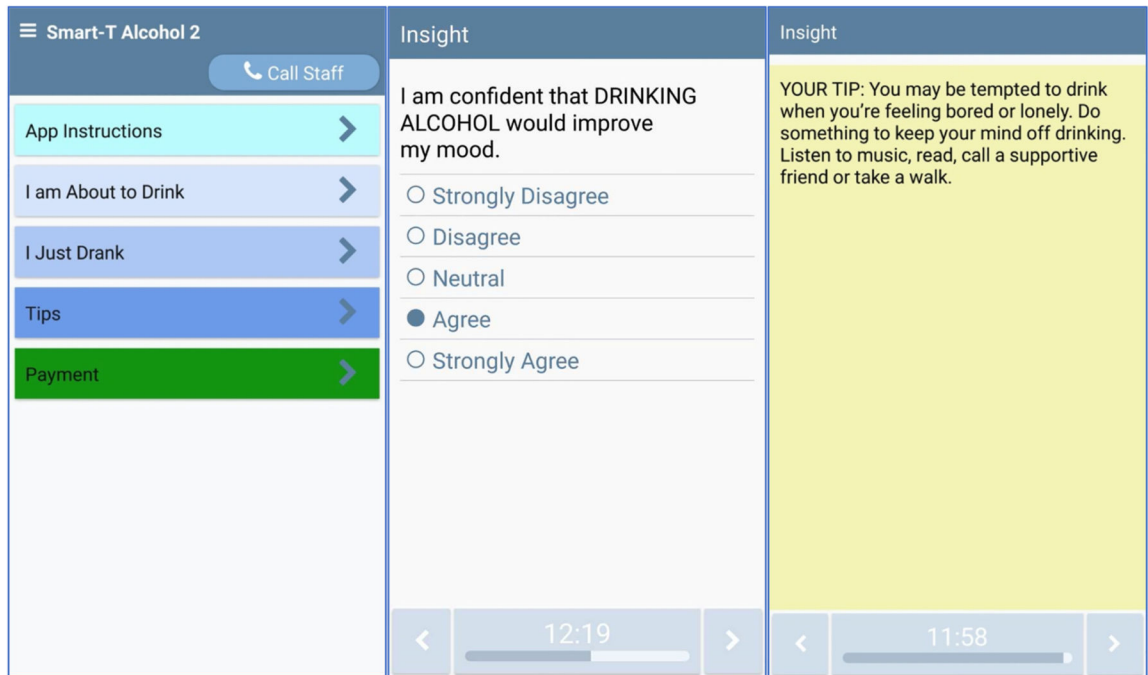 Smart-T Alcohol 2
Call Staff
App Instructions
I am About to Drink
I Just Drank
Tips
Payment
Insight
I am confident that DRINKING
ALCOHOL would improve
my mood.
Strongly Disagree
Disagree
Neutral
Agree
Strongly Agree
12:19
Insight
YOUR TIP: You may be tempted to drink
when you’re feeling bored or lonely. Do
something to keep your mind off drinking.
Listen to music, read, call a supportive
friend or take a walk.
11:58